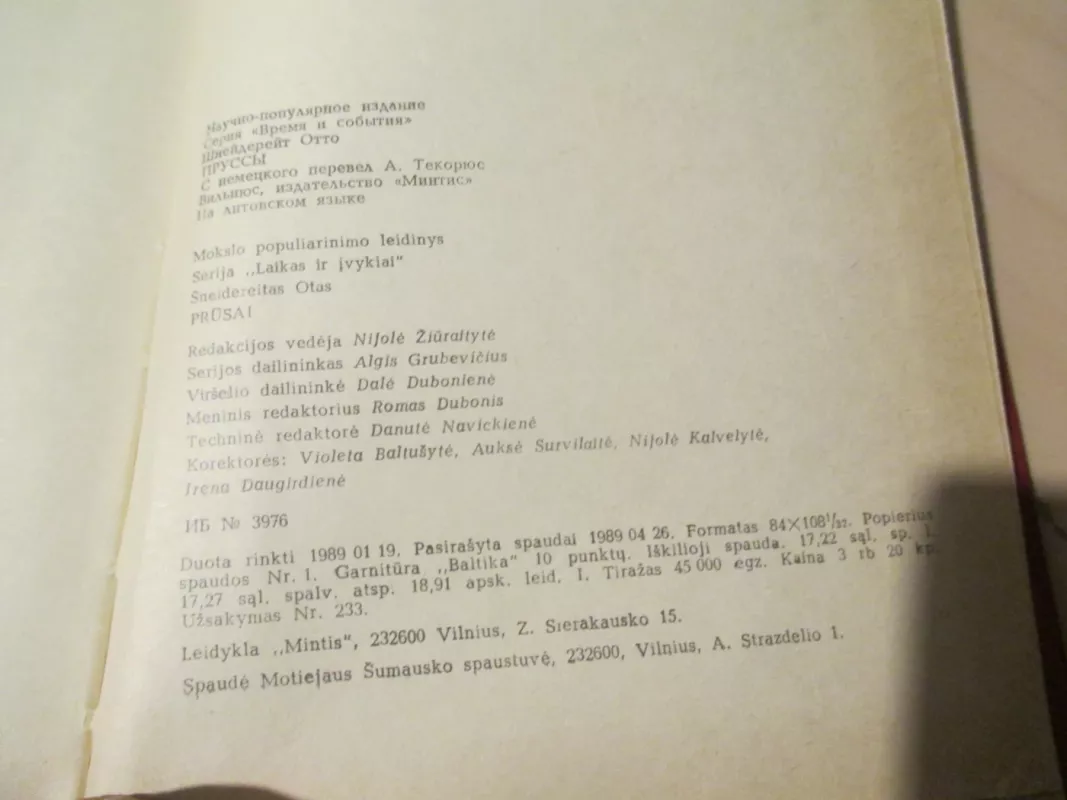 Научно-популярное издание
Серия «Время и события»
Шнейдерейт Отто
ПРУССЫ
С немецкого перевел А. Текорюс
Вильнюс, издательство «Минтис»
На литовском языке
Mokslo populiarinimo leidinys
Serija „Laikas ir įvykiai“
Šneidereitas Otas
PRŪSAI
Redakcijos vedėja Nijolė Žiūraitytė
Serijos dailininkas Algis Grubevičius
Viršelio dailininkė Dalė Dubonienė
Meninis redaktorius Romas Dubonis
Techninė redaktorė Danutė Navickienė
Korektorės: Violeta Baltušytė, Auksė Survilaitė, Nijolė Kalvelytė,
Irena Daugirdienė
ИБ № 3976
Duota rinkti 1989 01 19. Pasirašyta spaudai 1989 04 26. Formatas 84×108¹/₃₂. Popierius
spaudos Nr. 1. Garnitūra „Baltika“ 10 punktų. Iškilioji spauda. 17,22 sąl. sp. l.
17,27 sąl. spalv. atsp. 18,91 apsk. leid. l. Tiražas 45 000 egz. Kaina 3 rb 20 kp.
Užsakymas Nr. 233.
Leidykla „Mintis“, 232600 Vilnius, Z. Sierakausko 15.
Spaudė Motiejaus Šumausko spaustuvė, 232600, Vilnius, A. Strazdelio 1.